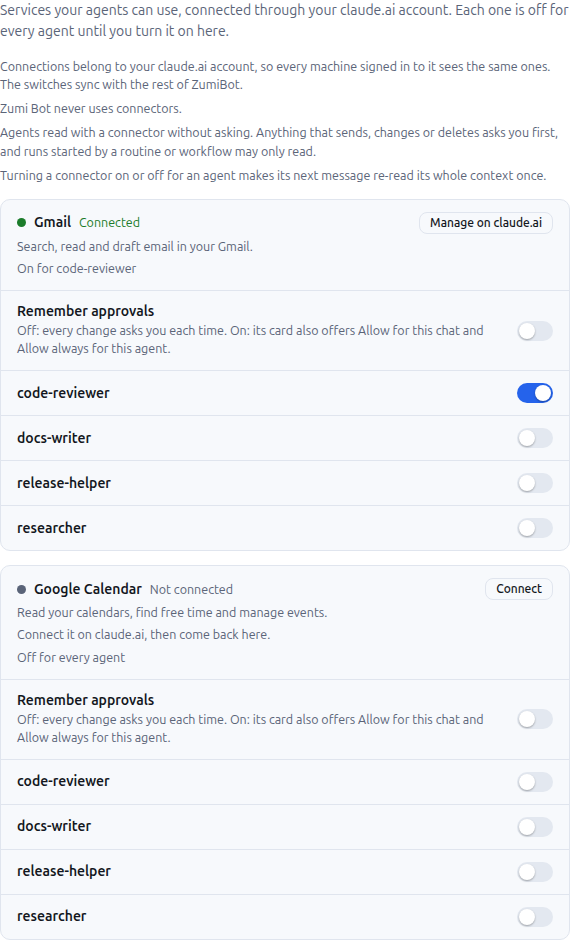 Services your agents can use, connected through your claude.ai account. Each one is off for
every agent until you turn it on here.
Connections belong to your claude.ai account, so every machine signed in to it sees the same ones.
The switches sync with the rest of ZumiBot.
Zumi Bot never uses connectors.
Agents read with a connector without asking. Anything that sends, changes or deletes asks you first,
and runs started by a routine or workflow may only read.
Turning a connector on or off for an agent makes its next message re-read its whole context once.
Gmail Connected Manage on claude.ai
Search, read and draft email in your Gmail.
On for code-reviewer
Remember approvals
Off: every change asks you each time. On: its card also offers Allow for this chat and
Allow always for this agent.
code-reviewer
docs-writer
release-helper
researcher
Google Calendar Not connected Connect
Read your calendars, find free time and manage events.
Connect it on claude.ai, then come back here.
Off for every agent
Remember approvals
Off: every change asks you each time. On: its card also offers Allow for this chat and
Allow always for this agent.
code-reviewer
docs-writer
release-helper
researcher